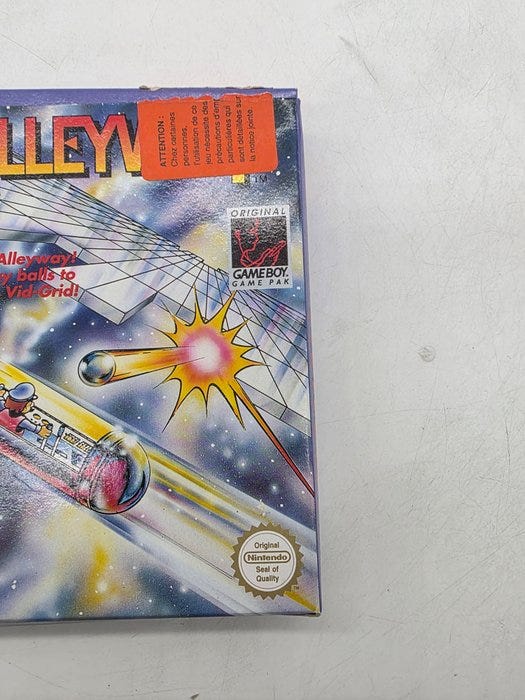 LLEYW
TM
ATTENTION :
Chez certaines
personnes,
l'utilisation de ce
jeu nécessite des
précautions d'em
particulières qui
sont détaillées sur
la notice jointe.
ORIGINAL
GAME BOY
GAME PAK
Alleyway!
balls to
Vid-Grid!
Original
Nintendo
Seal of
Quality
TM